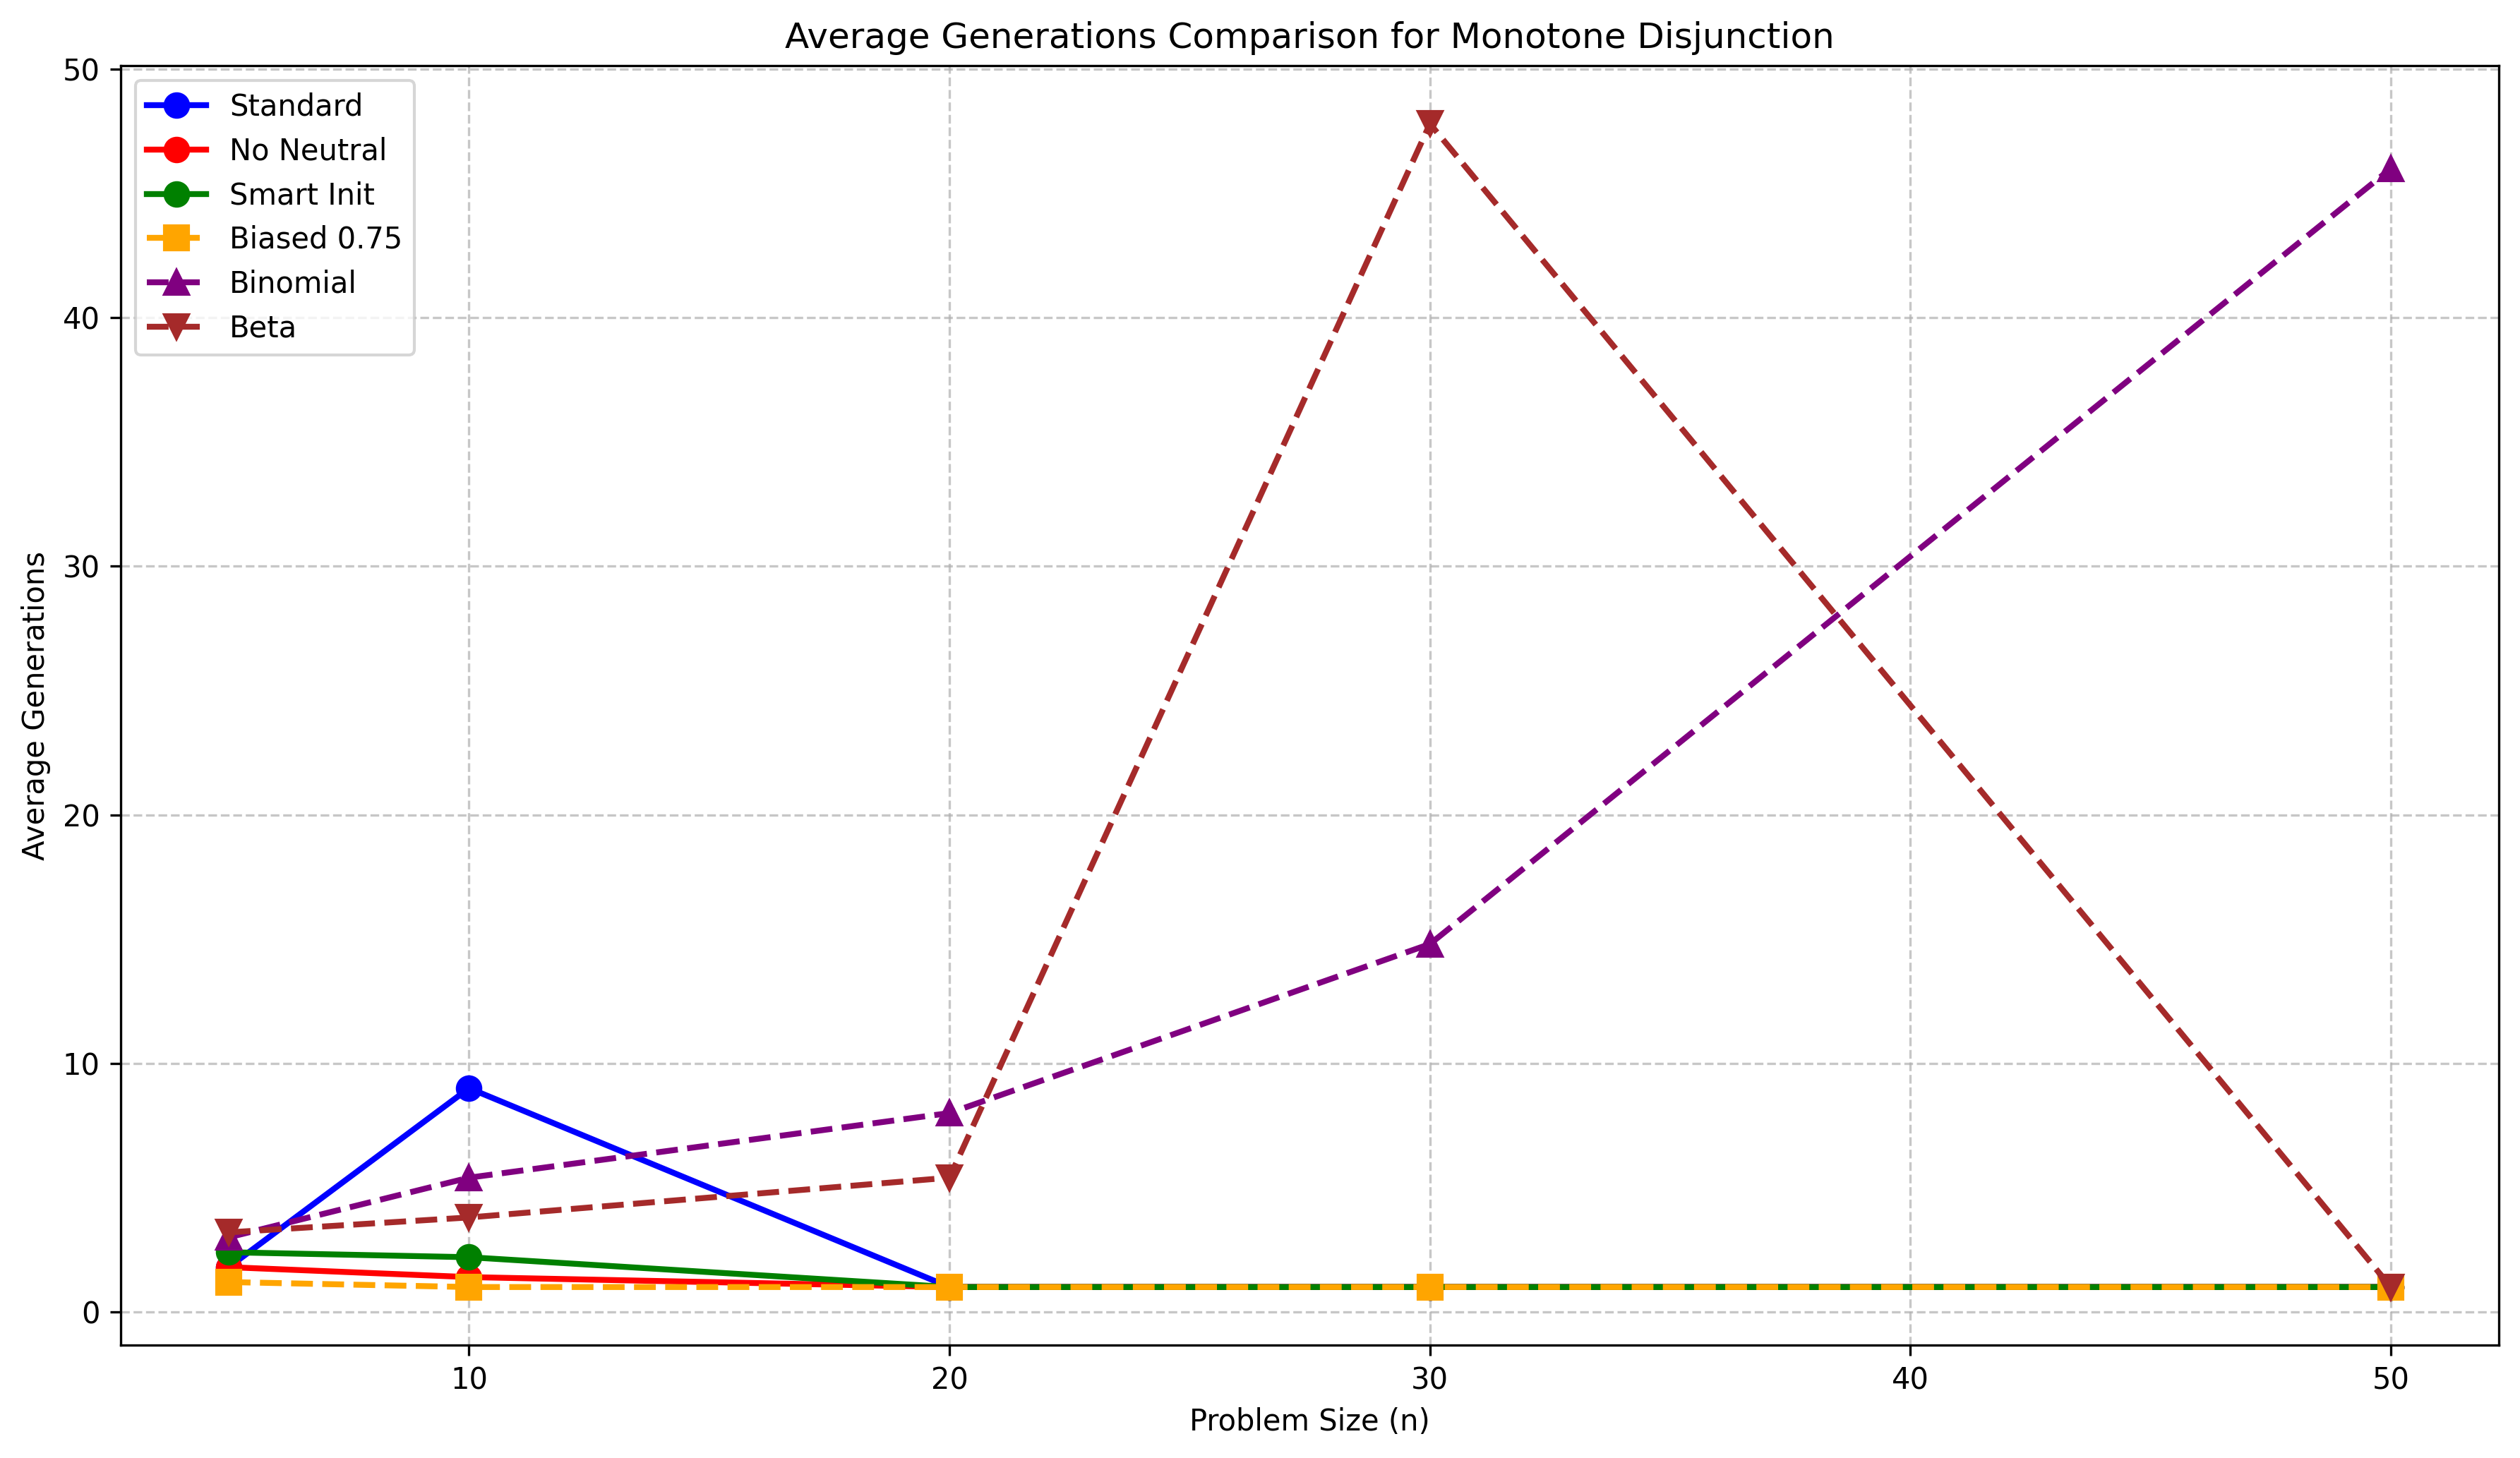 Average Generations Comparison for Monotone Disjunction
50
40
30
20
10
0
Average Generations
Standard
No Neutral
Smart Init
Biased 0.75
Binomial
Beta
10
20
30
40
50
Problem Size (n)